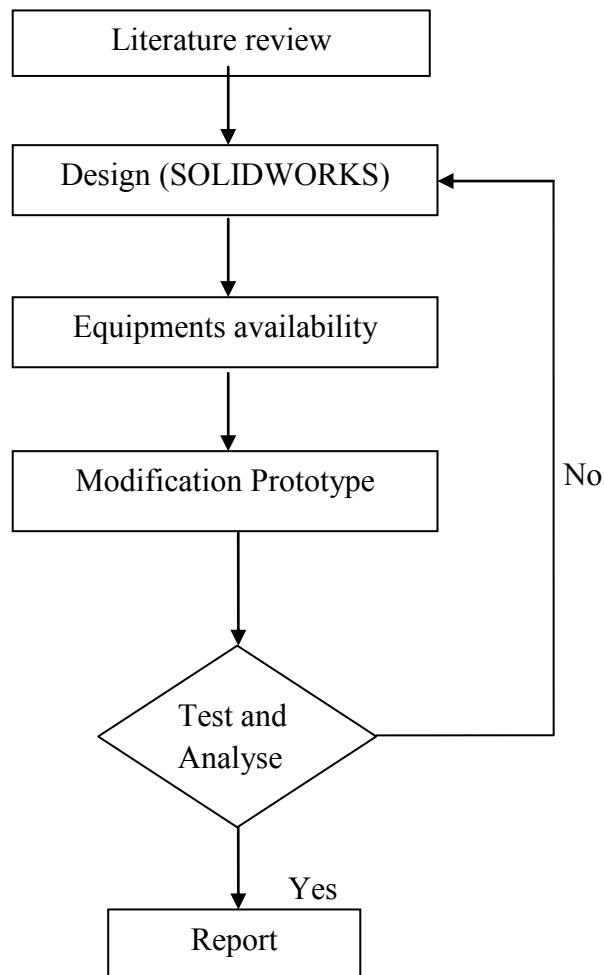 Literature review
Design (SOLIDWORKS)
Equipments availability
Modification Prototype
No
Test and
Analyse
Yes
Report